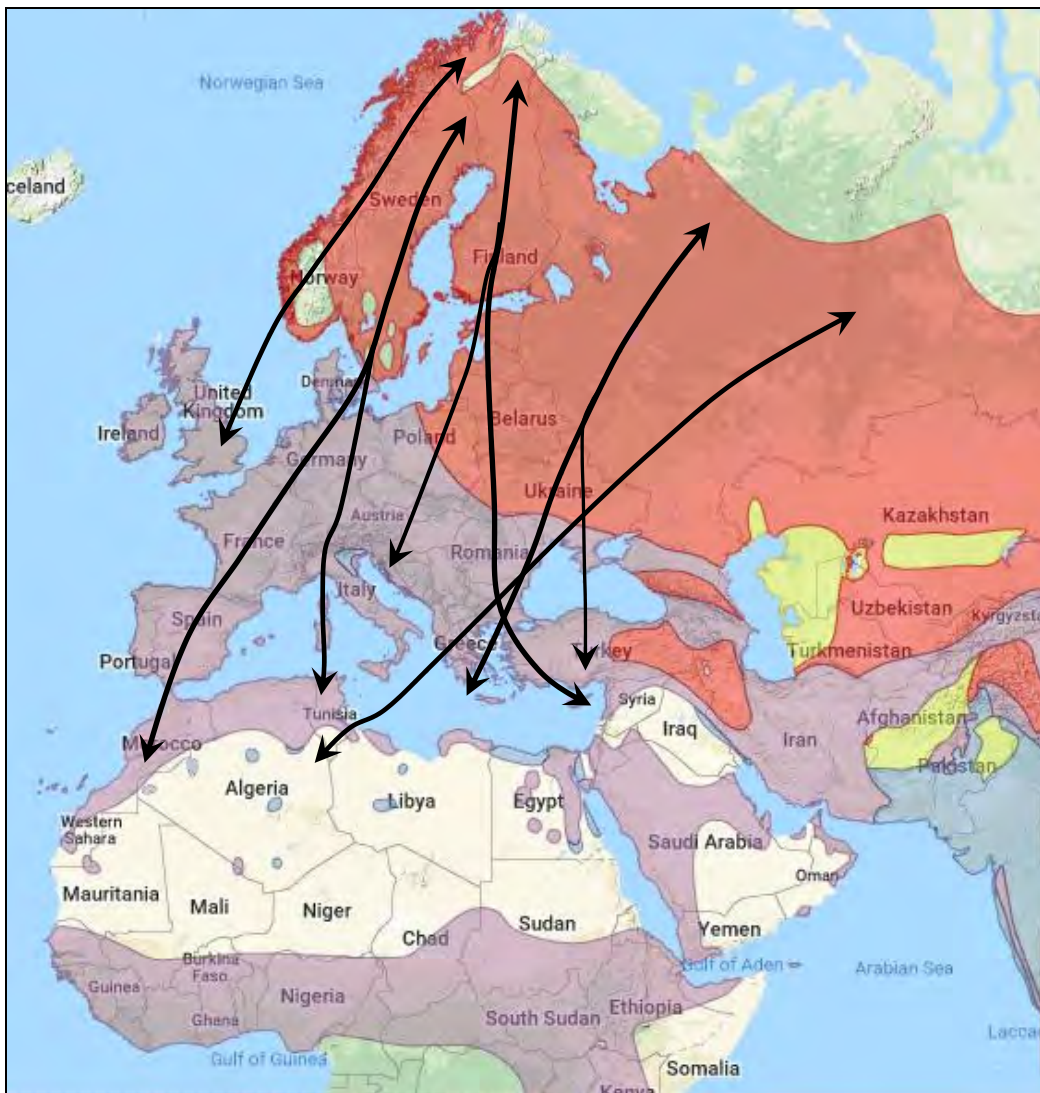 Norwegian Sea
celand
Sweden
Finland
Norway
Denmar
United
Kingdom
Ireland
Belarus
Poland
Germany
Ukraine
Kazakhstan
Austria
France
Romania
Italy
Uzbekistan
Kyrgyzsta
Spain
Greece
Turkey
Turkmenistan
Portugal
Syria
Tunisia
Afghanistan
Iraq
Iran
Morocco
Pakistan
Algeria
Libya
Egypt
Western
Sahara
Saudi Arabia
Oman
Mauritania
Mali
Niger
Sudan
Yemen
Chad
Burkina
Faso
Gulf of Aden
Arabian Sea
Guinea
Nigeria
Ethiopia
Ghana
South Sudan
Laccad
Gulf of Guinea
Somalia
Kenya